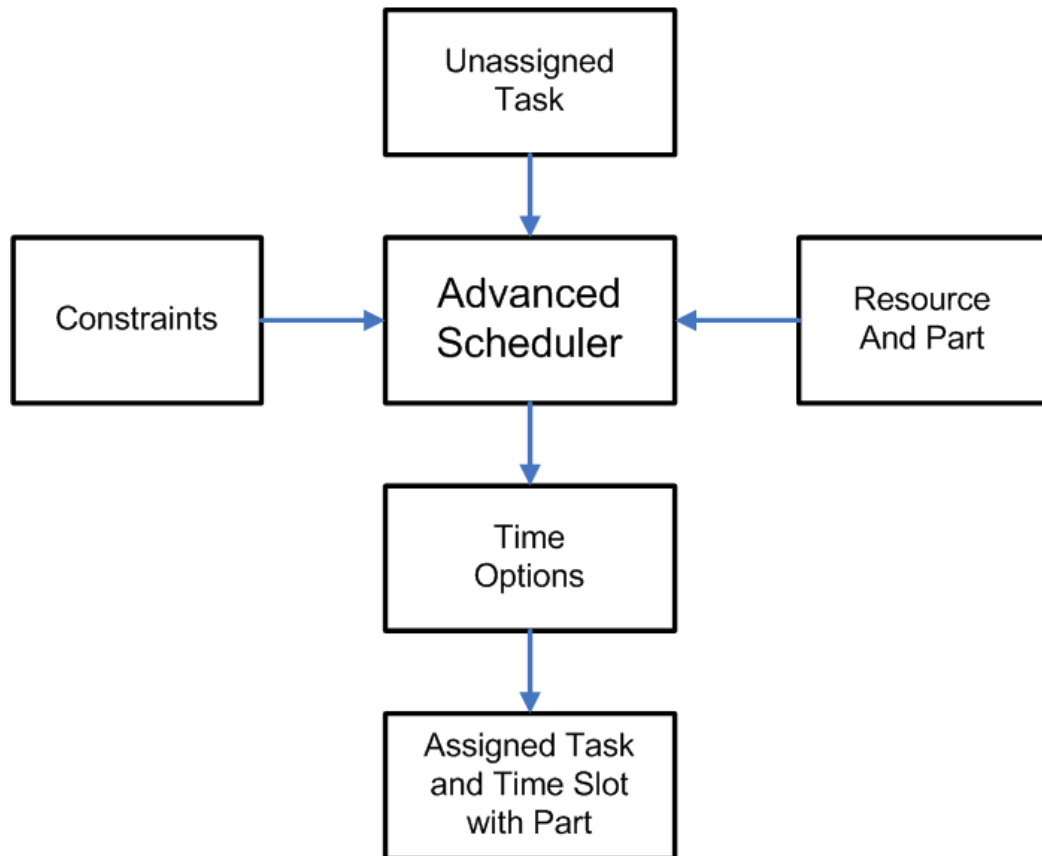 Unassigned
Task
Constraints
Advanced
Scheduler
Resource
And Part
Time
Options
Assigned Task
and Time Slot
with Part